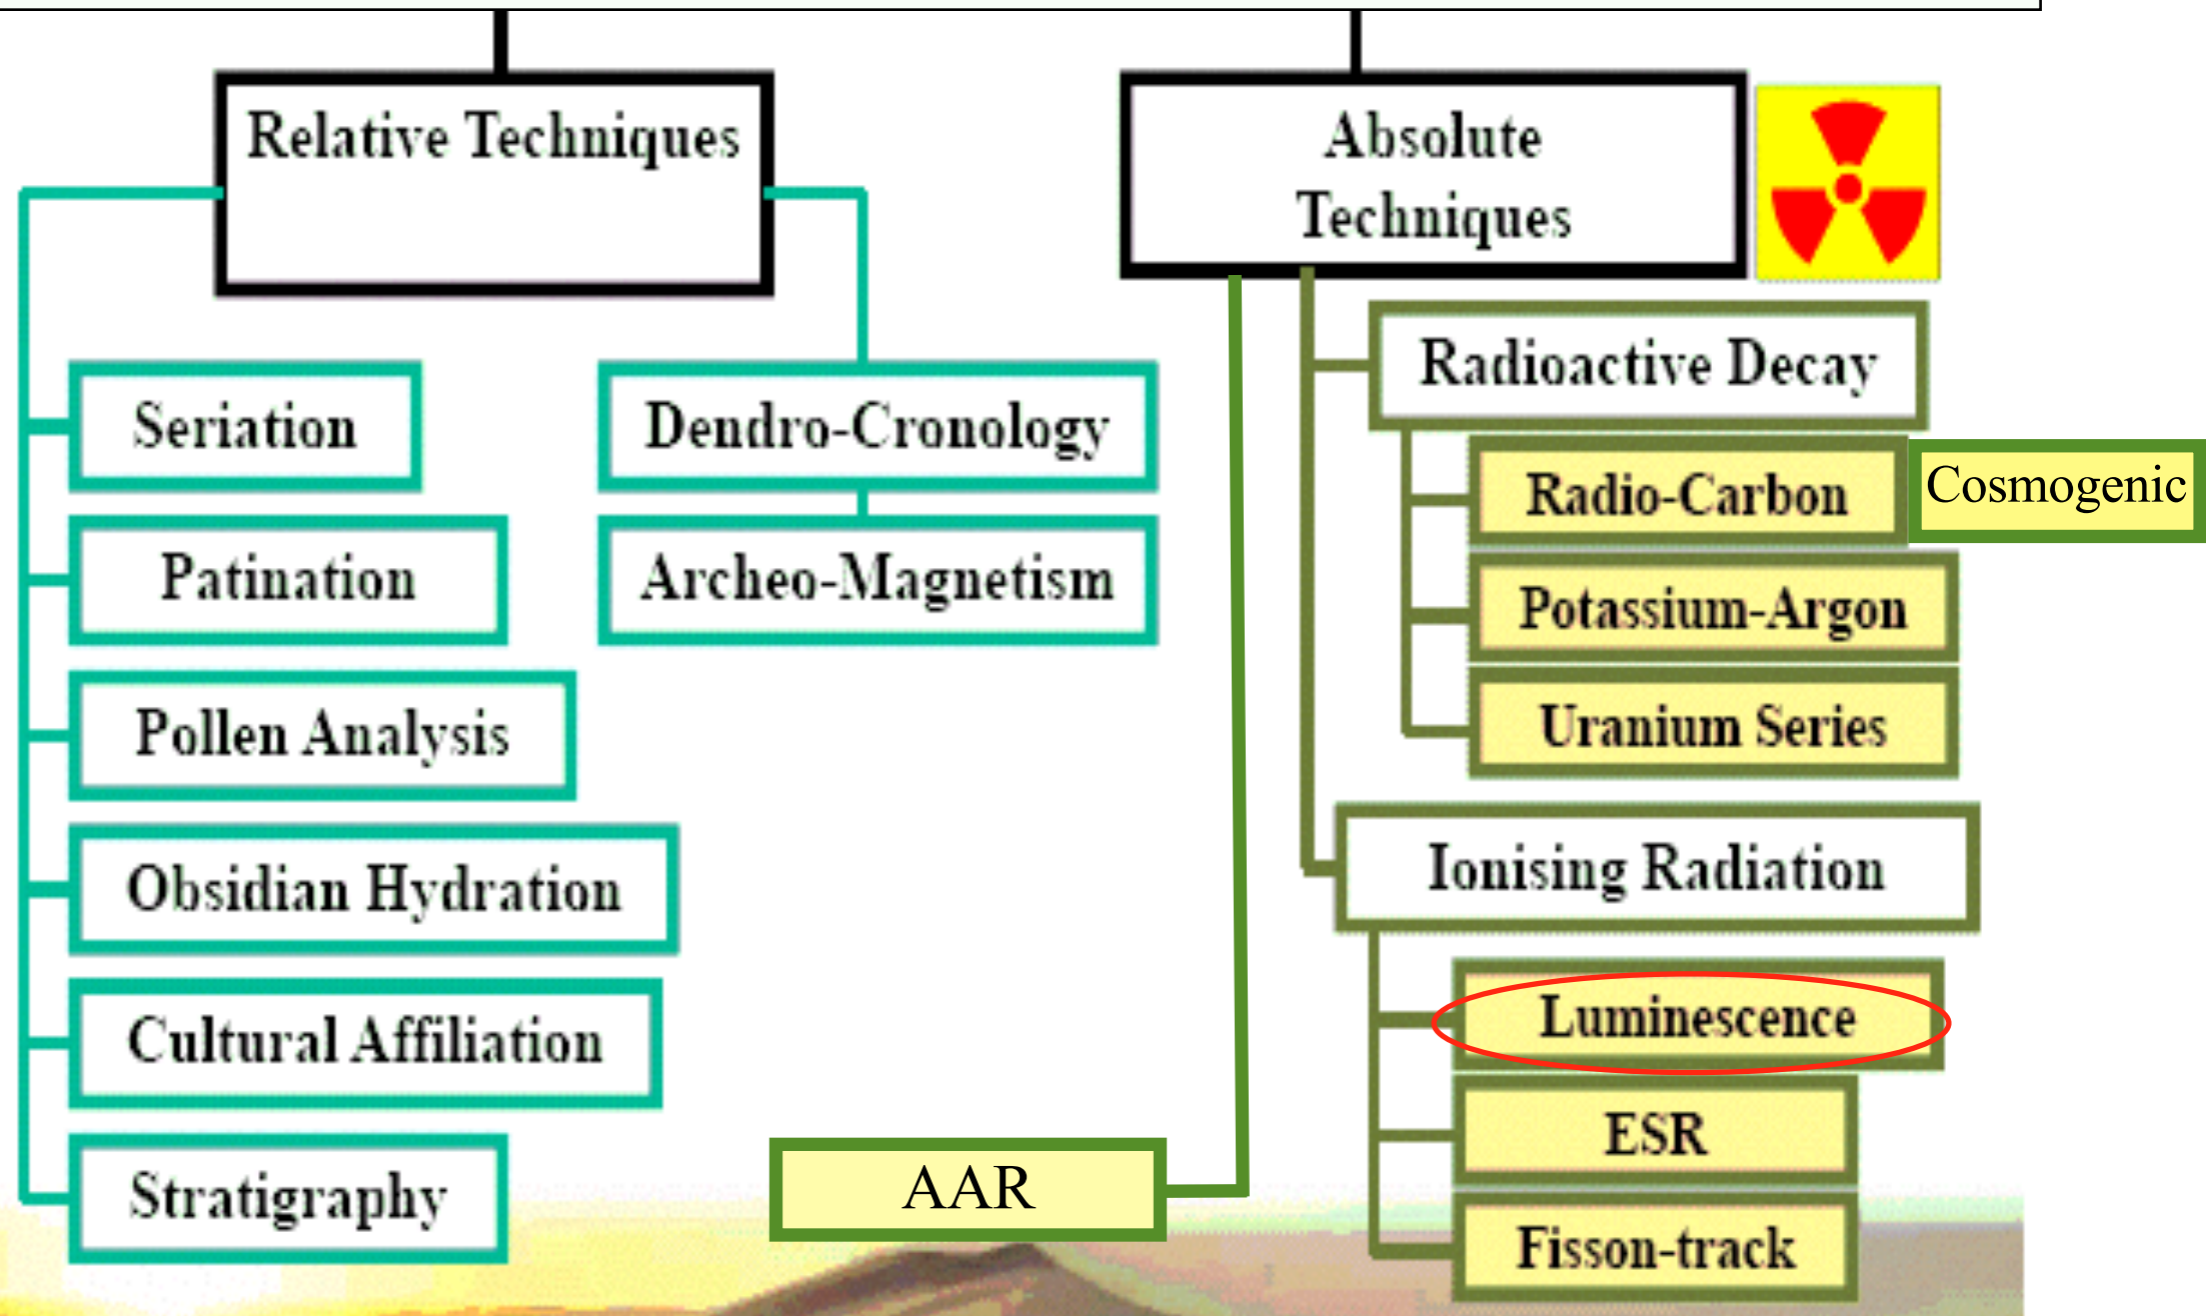 Relative Techniques
Seriation
Patination
Pollen Analysis
Obsidian Hydration
Cultural Affiliation
Stratigraphy
Dendro-Cronology
Archeo-Magnetism
Absolute
Techniques
Radioactive Decay
Radio-Carbon
Cosmogenic
Potassium-Argon
Uranium Series
Ionising Radiation
Luminescence
ESR
Fisson-track
AAR